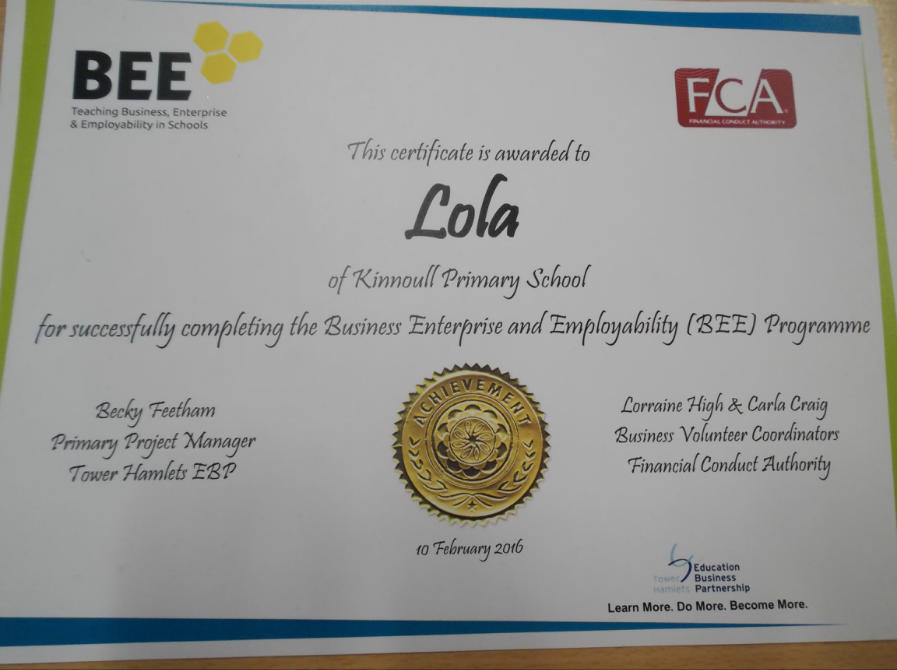 BEE
Teaching Business, Enterprise
& Employability in Schools
FCA
FINANCIAL CONDUCT AUTHORITY
This certificate is awarded to
Lola
of Kinnoull Primary School
for successfully completing the Business Enterprise and Employability (BEE) Programme
Becky Feetham
Primary Project Manager
Tower Hamlets EBP
ACHIEVEMENT
Lorraine High & Carla Craig
Business Volunteer Coordinators
Financial Conduct Authority
10 February 2016
Tower Hamlets
Education
Business
Partnership
Learn More. Do More. Become More.